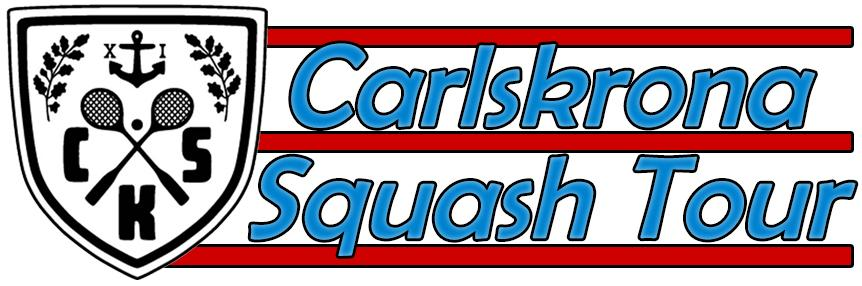 X I
C S
K
Carlskrona
Squash Tour